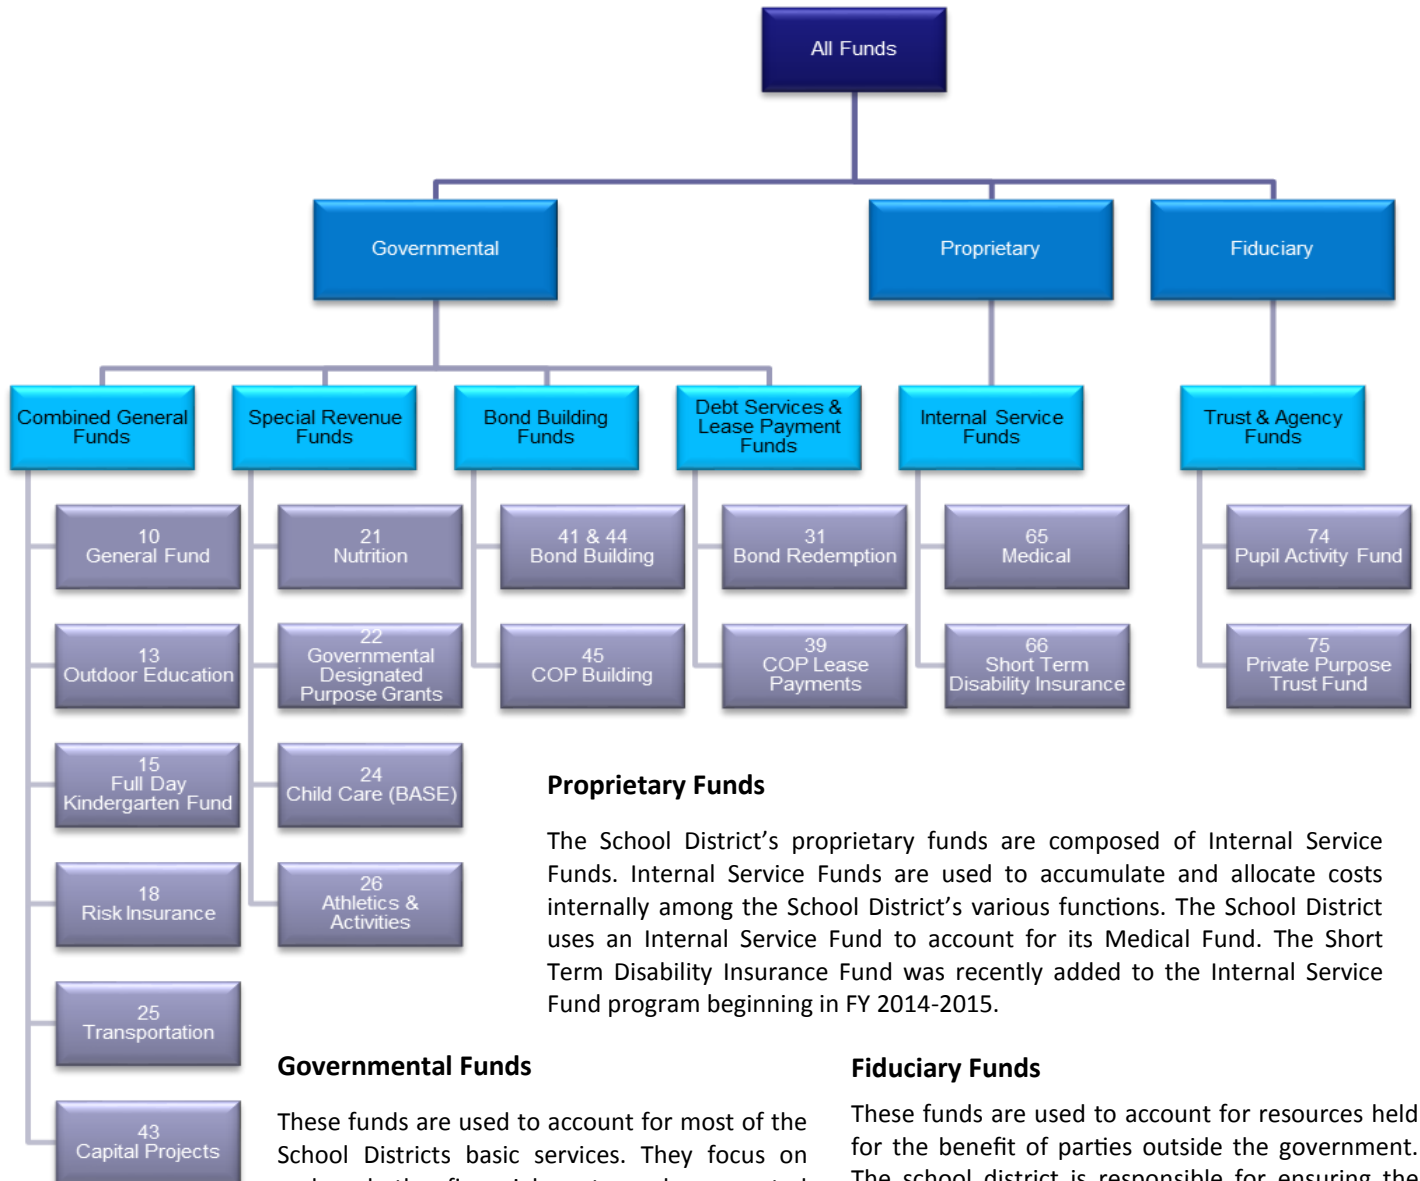 All Funds
Governmental
Proprietary
Fiduciary
Combined General
Funds
Special Revenue
Funds
Bond Building
Funds
Debt Services &
Lease Payment
Funds
Internal Service
Funds
Trust & Agency
Funds
10
General Fund
21
Nutrition
41 & 44
Bond Building
31
Bond Redemption
65
Medical
74
Pupil Activity Fund
13
Outdoor Education
22
Governmental
Designated
Purpose Grants
45
COP Building
39
COP Lease
Payments
66
Short Term
Disability Insurance
75
Private Purpose
Trust Fund
15
Full Day
Kindergarten Fund
24
Child Care (BASE)
18
Risk Insurance
26
Athletics &
Activities
25
Transportation
43
Capital Projects
Proprietary Funds
The School District’s proprietary funds are composed of Internal Service
Funds. Internal Service Funds are used to accumulate and allocate costs
internally among the School District’s various functions. The School District
uses an Internal Service Fund to account for its Medical Fund. The Short
Term Disability Insurance Fund was recently added to the Internal Service
Fund program beginning in FY 2014-2015.
Governmental Funds
These funds are used to account for most of the
School Districts basic services. They focus on
Fiduciary Funds
These funds are used to account for resources held
for the benefit of parties outside the government.
The school district is responsible for ensuring the